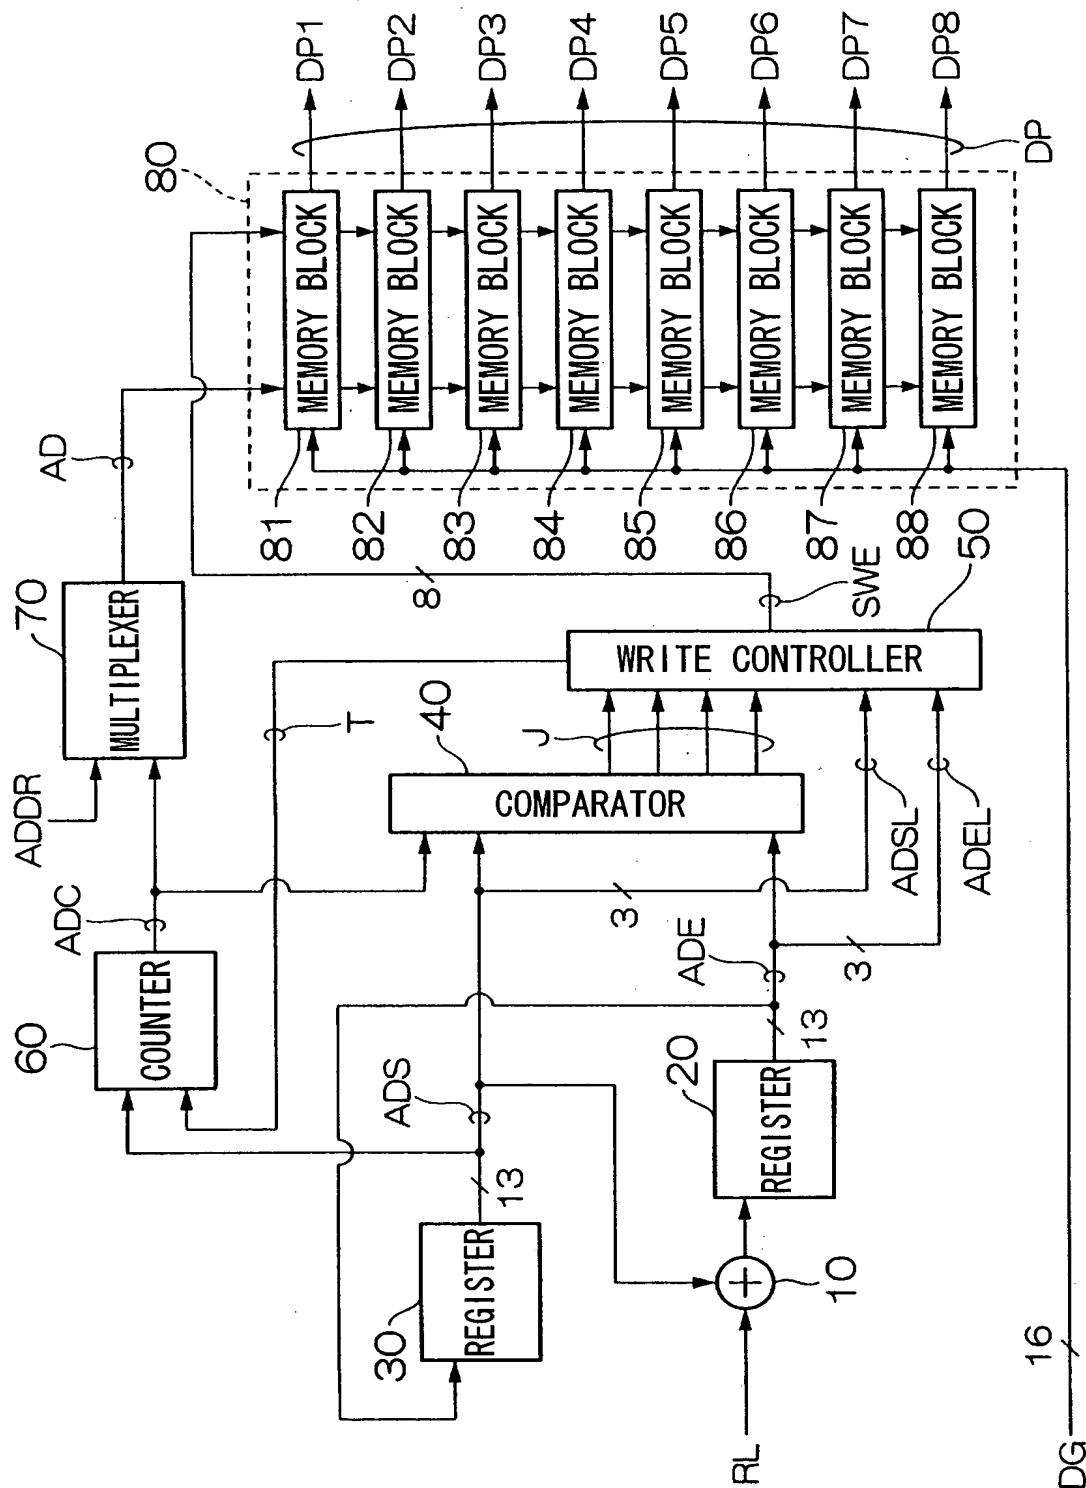 80
DP1
DP2
DP3
DP4
DP5
DP6
DP7
DP8
DP
MEMORY BLOCK
MEMORY BLOCK
MEMORY BLOCK
MEMORY BLOCK
MEMORY BLOCK
MEMORY BLOCK
MEMORY BLOCK
MEMORY BLOCK
81
82
83
84
85
86
87
88
AD
70
MULTIPLEXER
ADDR
8
SWE
50
WRITE CONTROLLER
T
J
40
COMPARATOR
ADSL
ADEL
3
3
ADC
60
COUNTER
ADE
13
20
REGISTER
ADS
13
30
REGISTER
10
+
RL
16
DG